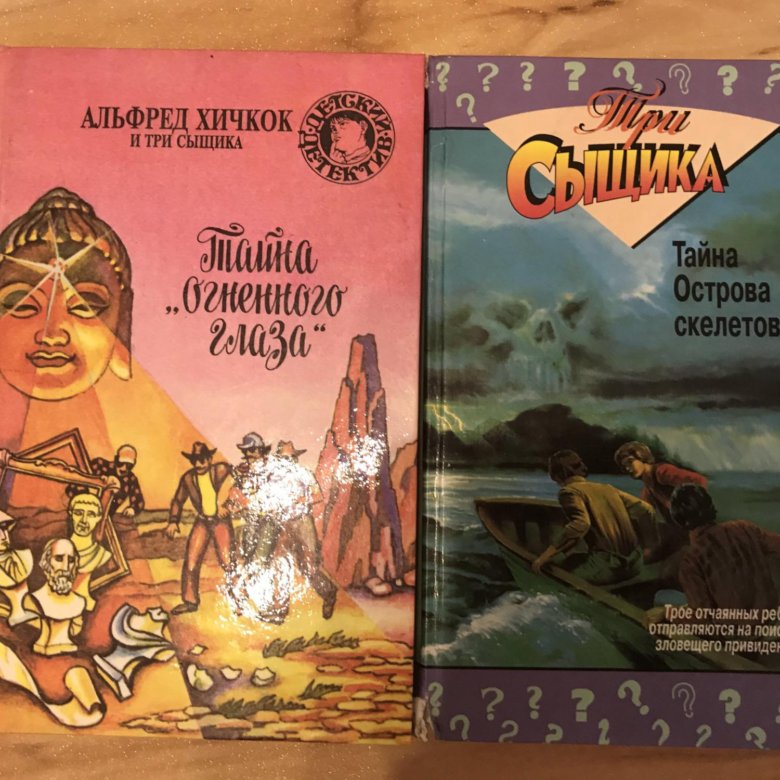 АЛЬФРЕД ХИЧКОК
И ТРИ СЫЩИКА
ДЕТСКИЙ
ДЕТЕКТИВ
Тайна
„Огненного
глаза“
Три
СЫЩИКА
Тайна
Острова
скелетов
Трое отчаянных реб
отправляются на поис
зловещего привиден